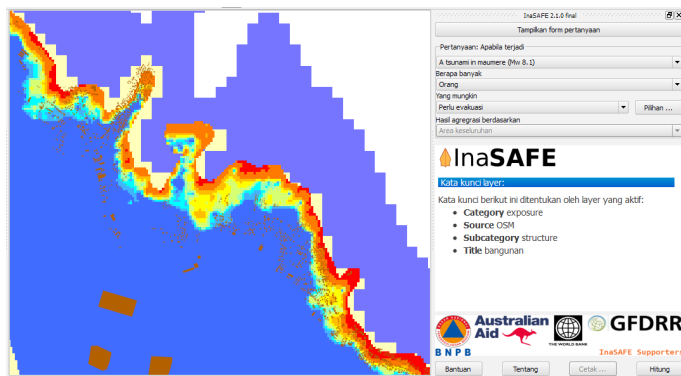 InaSAFE 2.1.0 final
Tampilkan form pertanyaan
Pertanyaan: Apabila terjadi
A tsunami in maumere (Mw 8.1)
Berapa banyak
Orang
Yang mungkin
Perlu evakuasi
Pilihan ...
Hasil agregrasi berdasarkan
Area keseluruhan
InaSAFE
Kata kunci layer:
Kata kunci berikut ini ditentukan oleh layer yang aktif:
• Category exposure
• Source OSM
• Subcategory structure
• Title bangunan
BNPB
Australian
Aid
THE WORLD BANK
GFDRR
InaSAFE Supporters
Bantuan
Tentang
Cetak ...
Hitung